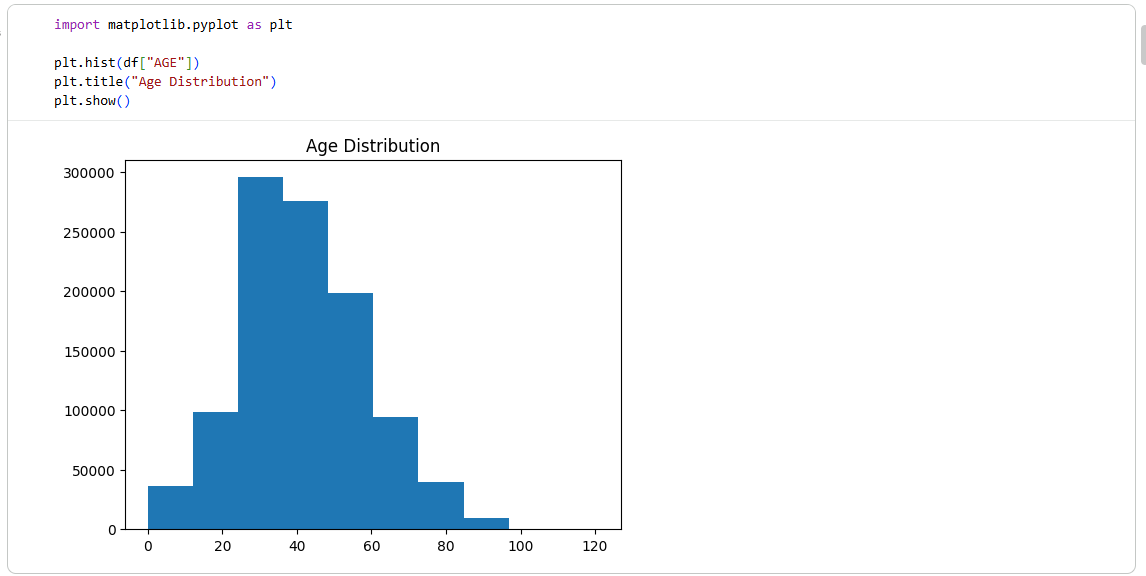 import matplotlib.pyplot as plt
plt.hist(df["AGE"])
plt.title("Age Distribution")
plt.show()
Age Distribution
300000
250000
200000
150000
100000
50000
0
0 20 40 60 80 100 120